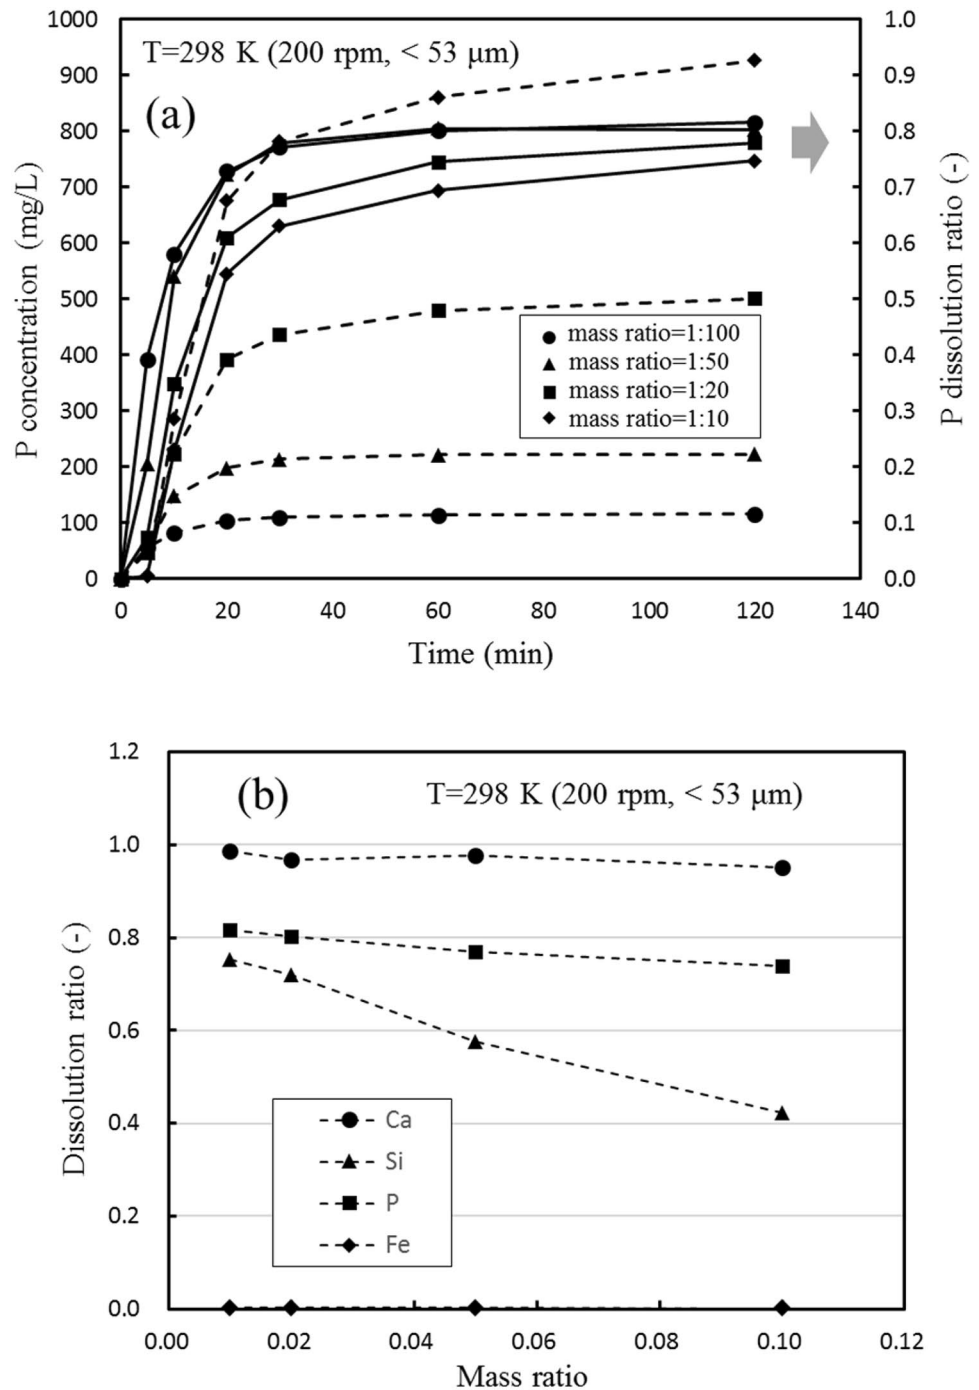 T=298 K (200 rpm, < 53 μm)
(a)
P concentration (mg/L)
1000
900
800
700
600
500
400
300
200
100
0
P dissolution ratio (-)
1.0
0.9
0.8
0.7
0.6
0.5
0.4
0.3
0.2
0.1
0.0
mass ratio=1:100
mass ratio=1:50
mass ratio=1:20
mass ratio=1:10
0 20 40 60 80 100 120 140
Time (min)
(b)
T=298 K (200 rpm, < 53 μm)
Dissolution ratio (-)
1.2
1.0
0.8
0.6
0.4
0.2
0.0
Ca
Si
P
Fe
0.00 0.02 0.04 0.06 0.08 0.10 0.12
Mass ratio